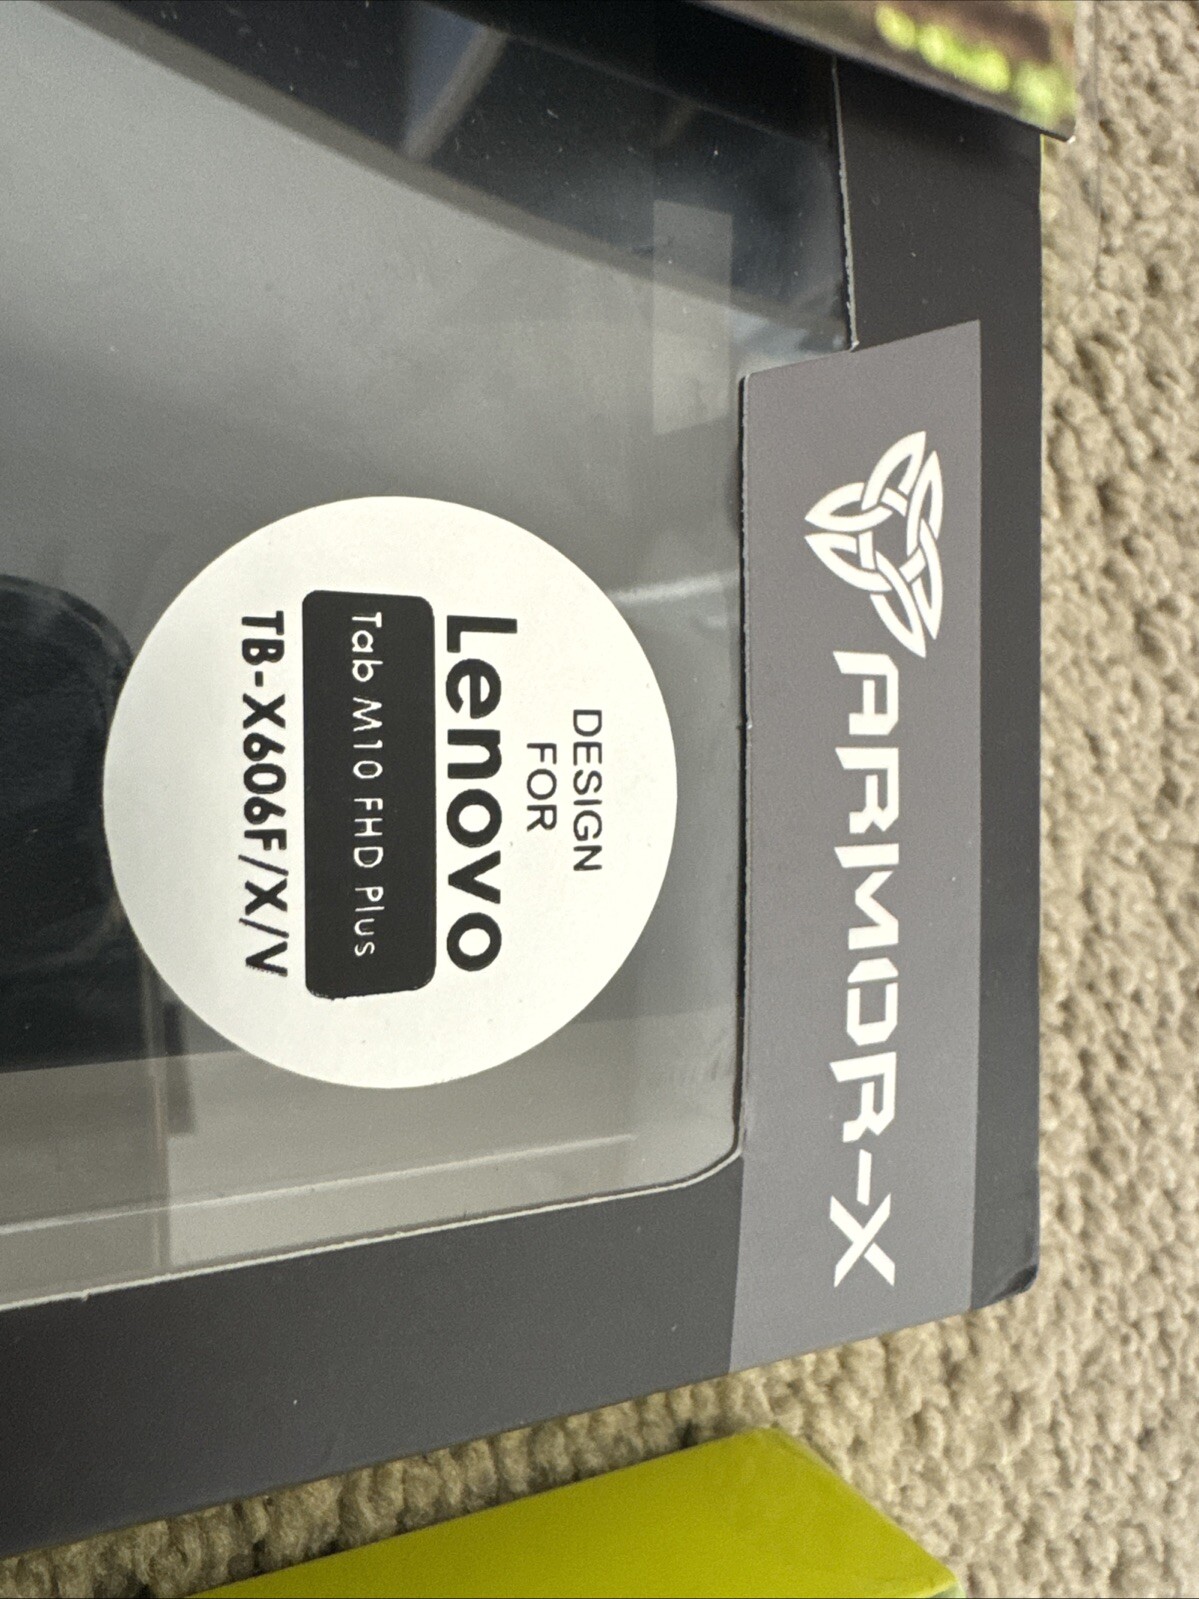 ARMOR-X
DESIGN
FOR
Lenovo
Tab M10 FHD Plus
TB-X606F/X/V